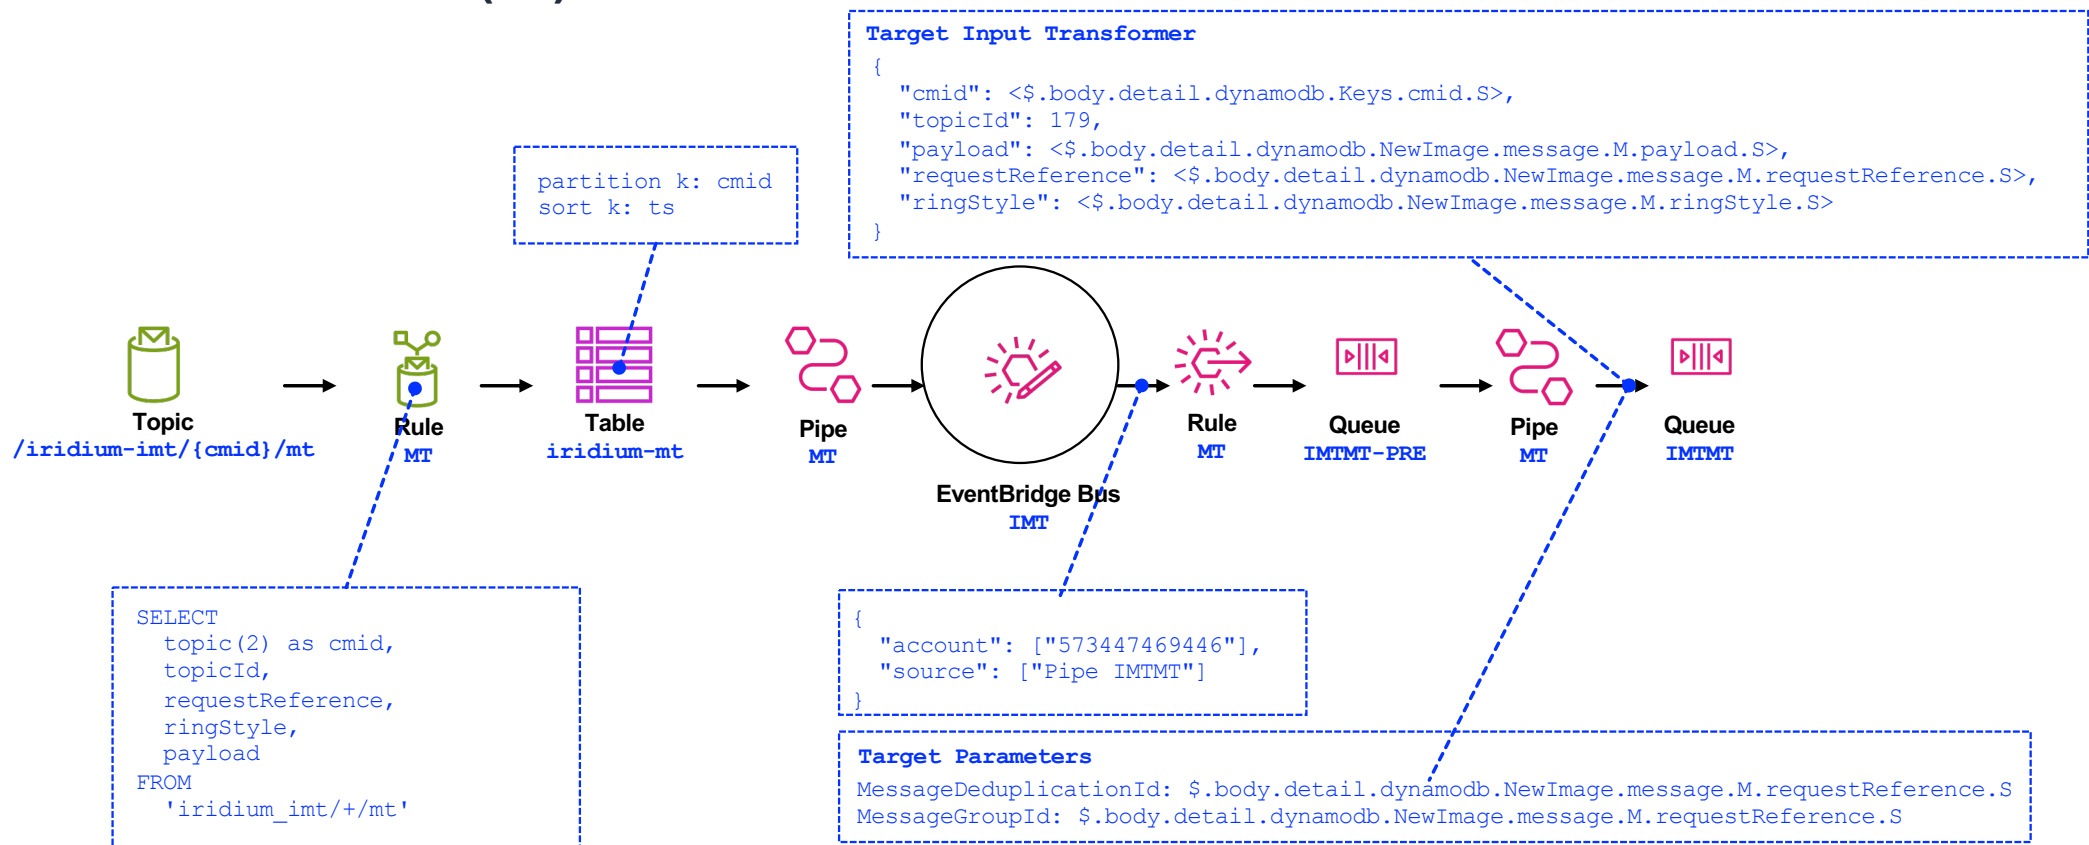 Target Input Transformer
{
"cmid": <$.body.detail.dynamodb.Keys.cmid.S>,
"topicId": 179,
"payload": <$.body.detail.dynamodb.NewImage.message.M.payload.S>,
"requestReference": <$.body.detail.dynamodb.NewImage.message.M.requestReference.S>,
"ringStyle": <$.body.detail.dynamodb.NewImage.message.M.ringStyle.S>
}
partition k: cmid
sort k: ts
Topic
/iridium-imt/{cmid}/mt
Rule
MT
Table
iridium-mt
Pipe
MT
EventBridge Bus
IMT
Rule
MT
Queue
IMTMT-PRE
Pipe
MT
Queue
IMTMT
SELECT
topic(2) as cmid,
topicId,
requestReference,
ringStyle,
payload
FROM
'iridium_imt/+/mt'
{
"account": ["573447469446"],
"source": ["Pipe IMTMT"]
}
Target Parameters
MessageDeduplicationId: $.body.detail.dynamodb.NewImage.message.M.requestReference.S
MessageGroupId: $.body.detail.dynamodb.NewImage.message.M.requestReference.S